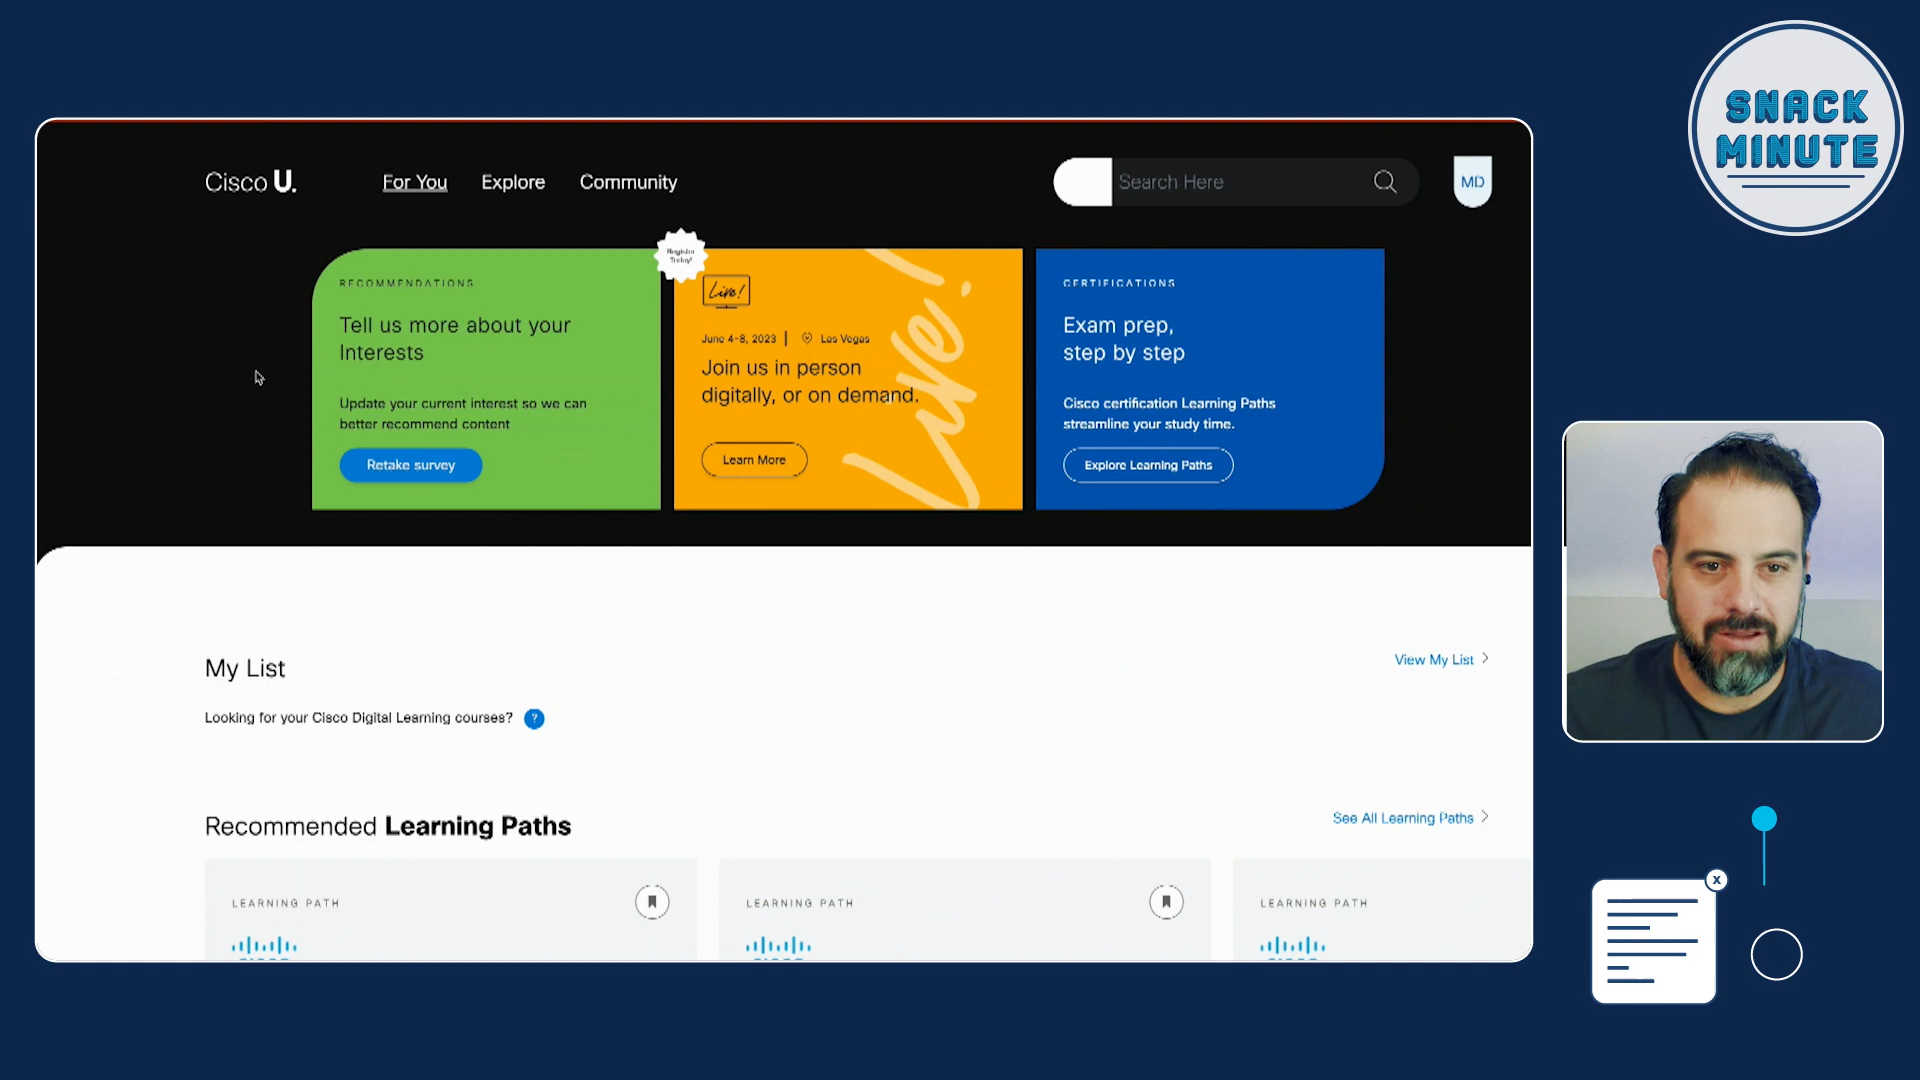 SNACK
MINUTE
Cisco U.
For You
Explore
Community
Search Here
MD
RECOMMENDATIONS
Tell us more about your
Interests
Update your current interest so we can
better recommend content
Retake survey
Register
Today!
Live!
June 4-8, 2023 | Las Vegas
Join us in person
digitally, or on demand.
Learn More
Live!
CERTIFICATIONS
Exam prep,
step by step
Cisco certification Learning Paths
streamline your study time.
Explore Learning Paths
My List
View My List
Looking for your Cisco Digital Learning courses? ?
Recommended Learning Paths
See All Learning Paths
LEARNING PATH
LEARNING PATH
LEARNING PATH
x